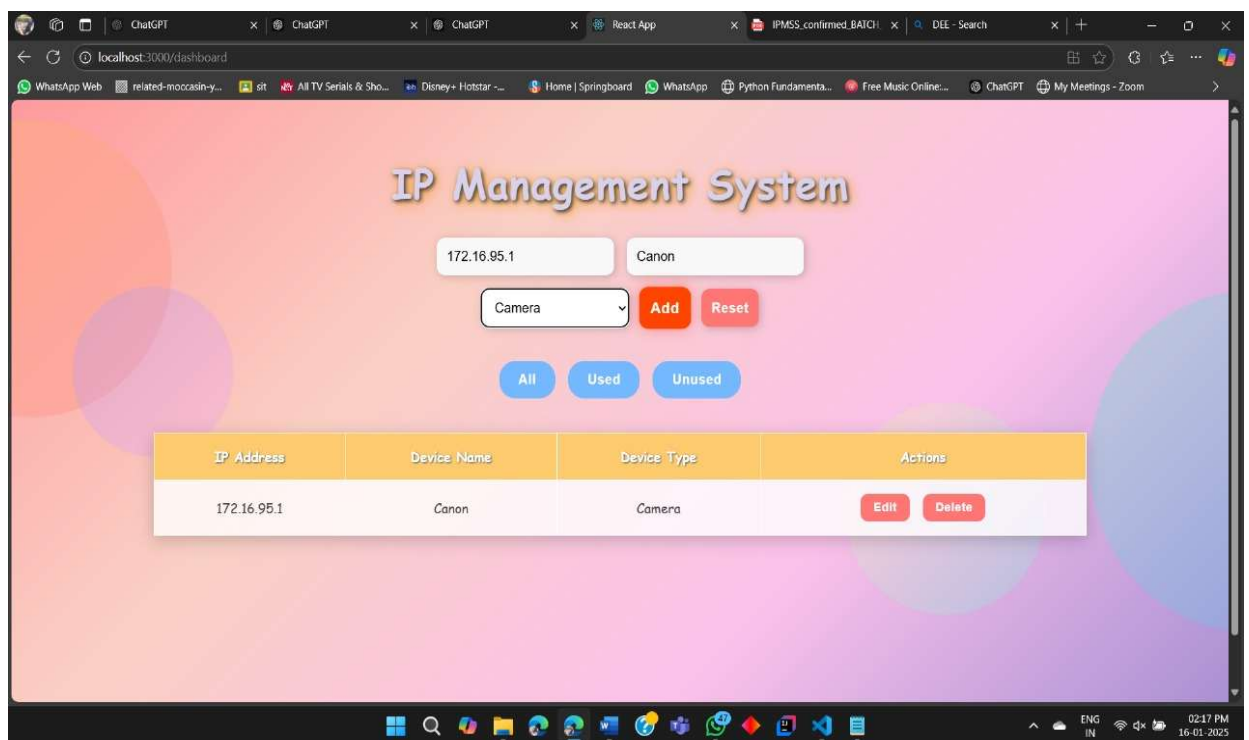 ChatGPT ChatGPT ChatGPT React App IPMSS_confirmed_BATCH DEE - Search
localhost:3000/dashboard
WhatsApp Web related-moccasin-y... sit All TV Serials & Sho... Disney+ Hotstar -... Home | Springboard WhatsApp Python Fundamenta... Free Music Online:... ChatGPT My Meetings - Zoom
IP Management System
172.16.95.1 Canon
Camera Add Reset
All Used Unused
IP Address Device Name Device Type Actions
172.16.95.1 Canon Camera Edit Delete
47
ENG 02:17 PM
IN 16-01-2025